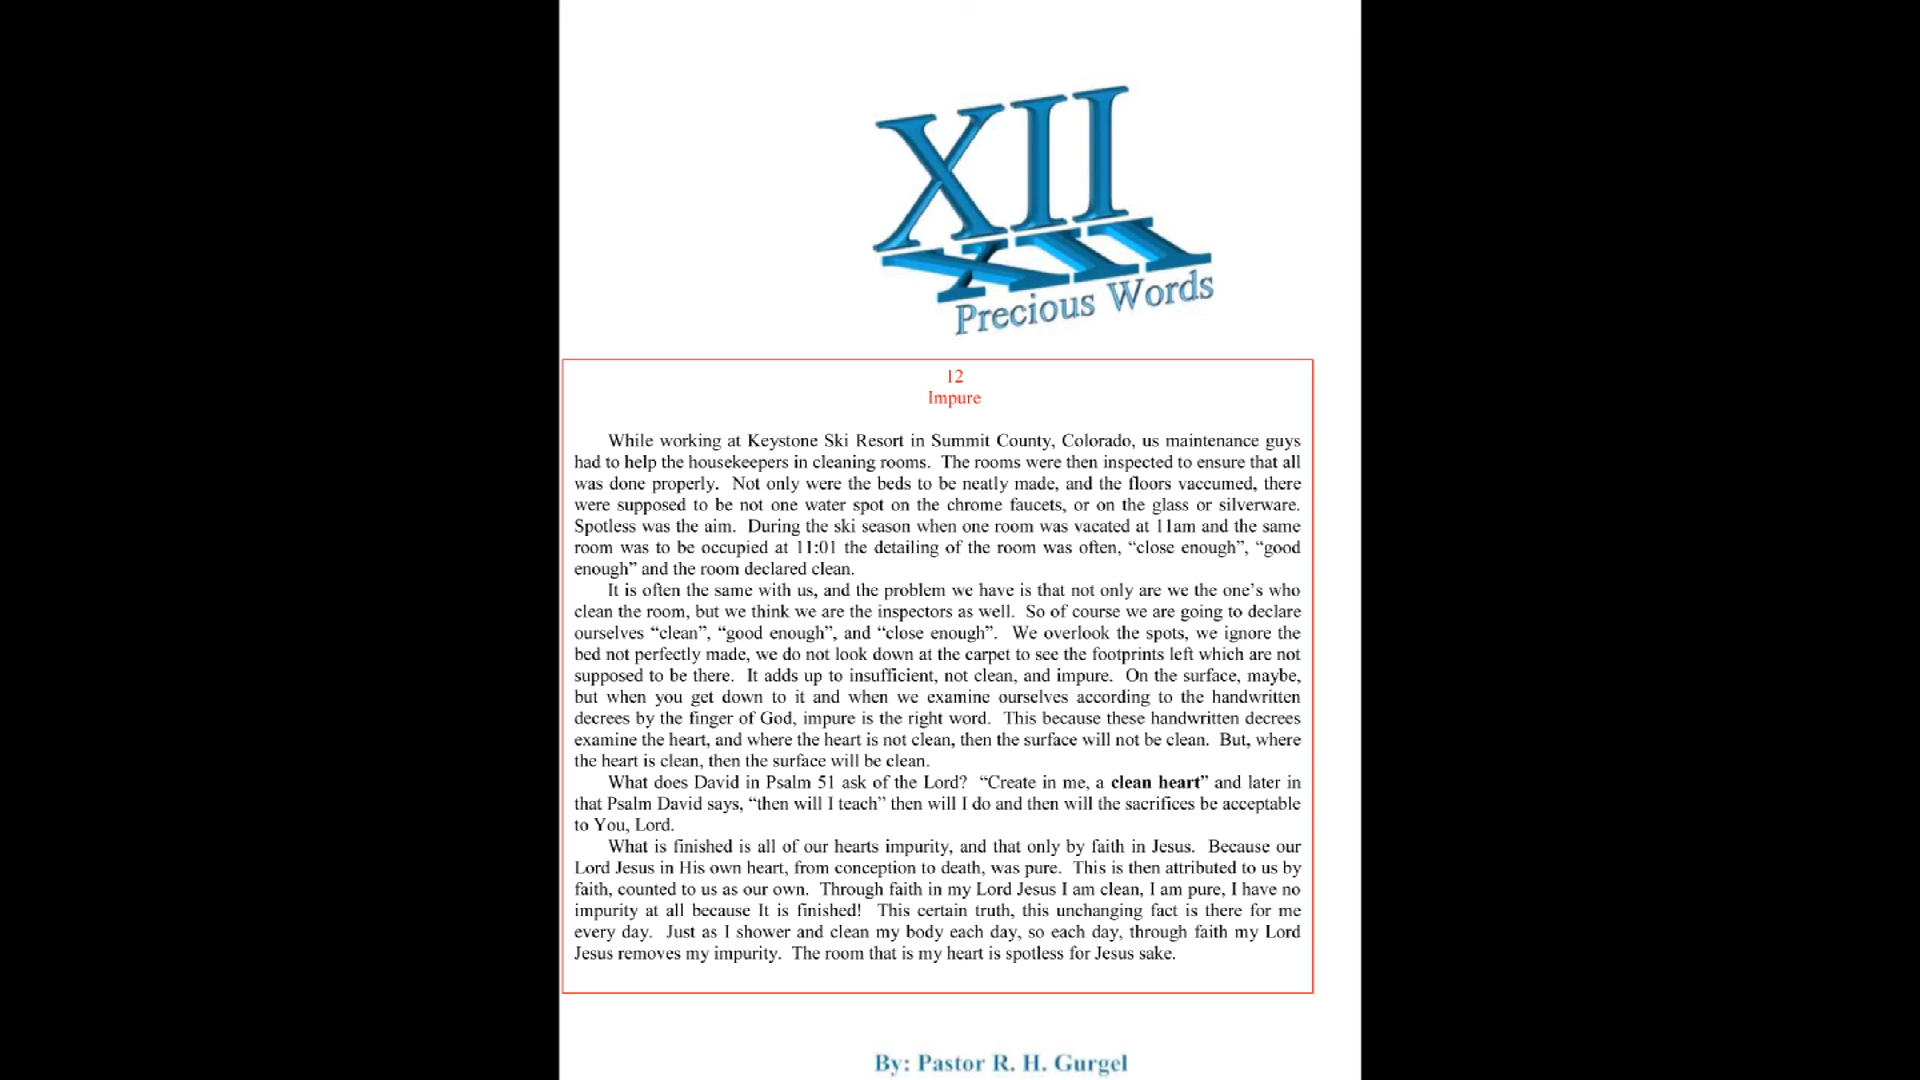 XII
Precious Words
12
Impure
While working at Keystone Ski Resort in Summit County, Colorado, us maintenance guys
had to help the housekeepers in cleaning rooms.  The rooms were then inspected to ensure that all
was done properly.  Not only were the beds to be neatly made, and the floors vaccumed, there
were supposed to be not one water spot on the chrome faucets, or on the glass or silverware.
Spotless was the aim.  During the ski season when one room was vacated at 11am and the same
room was to be occupied at 11:01 the detailing of the room was often, “close enough”, “good
enough” and the room declared clean.
It is often the same with us, and the problem we have is that not only are we the one’s who
clean the room, but we think we are the inspectors as well.  So of course we are going to declare
ourselves “clean”, “good enough”, and “close enough”.  We overlook the spots, we ignore the
bed not perfectly made, we do not look down at the carpet to see the footprints left which are not
supposed to be there.  It adds up to insufficient, not clean, and impure.  On the surface, maybe,
but when you get down to it and when we examine ourselves according to the handwritten
decrees by the finger of God, impure is the right word.  This because these handwritten decrees
examine the heart, and where the heart is not clean, then the surface will not be clean.  But, where
the heart is clean, then the surface will be clean.
What does David in Psalm 51 ask of the Lord?  “Create in me, a clean heart” and later in
that Psalm David says, “then will I teach” then will I do and then will the sacrifices be acceptable
to You, Lord.
What is finished is all of our hearts impurity, and that only by faith in Jesus.  Because our
Lord Jesus in His own heart, from conception to death, was pure.  This is then attributed to us by
faith, counted to us as our own.  Through faith in my Lord Jesus I am clean, I am pure, I have no
impurity at all because It is finished!  This certain truth, this unchanging fact is there for me
every day.  Just as I shower and clean my body each day, so each day, through faith my Lord
Jesus removes my impurity.  The room that is my heart is spotless for Jesus sake.
By: Pastor R. H. Gurgel